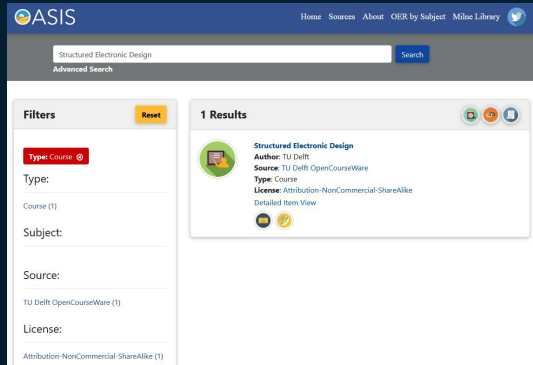 OASIS
Home Sources About OER by Subject Milne Library
Structured Electronic Design
Search
Advanced Search
Filters
Reset
Type: Course
Type:
Course (1)
Subject:
Source:
TU Delft OpenCourseWare (1)
License:
Attribution-NonCommercial-ShareAlike (1)
1 Results
Structured Electronic Design
Author: TU Delft
Source: TU Delft OpenCourseWare
Type: Course
License: Attribution-NonCommercial-ShareAlike
Detailed Item View